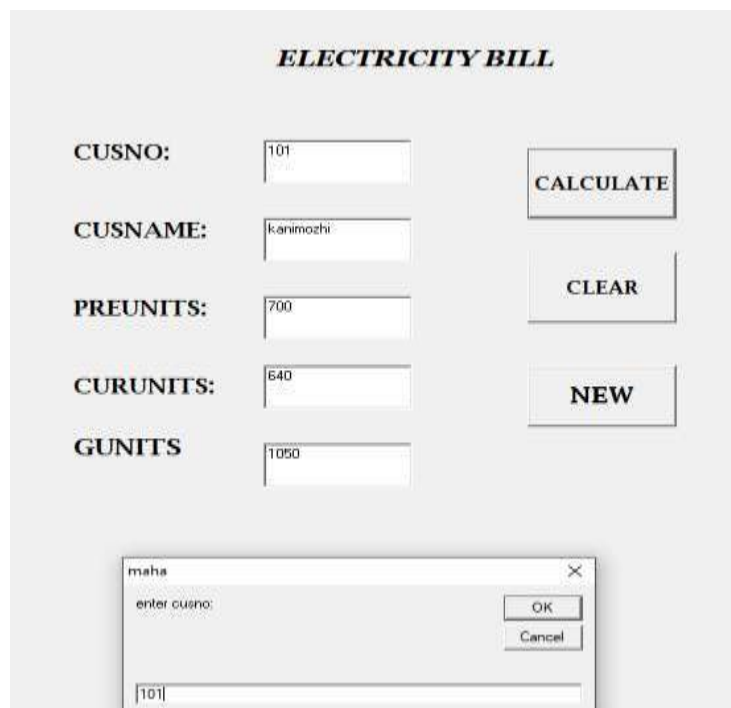 ELECTRICITY BILL
CUSNO: 101
CALCULATE
CUSNAME: kanimozhi
CLEAR
PREUNITS: 700
CURUNITS: 640
NEW
GUNITS 1050
maha
enter cusno:
OK
Cancel
101